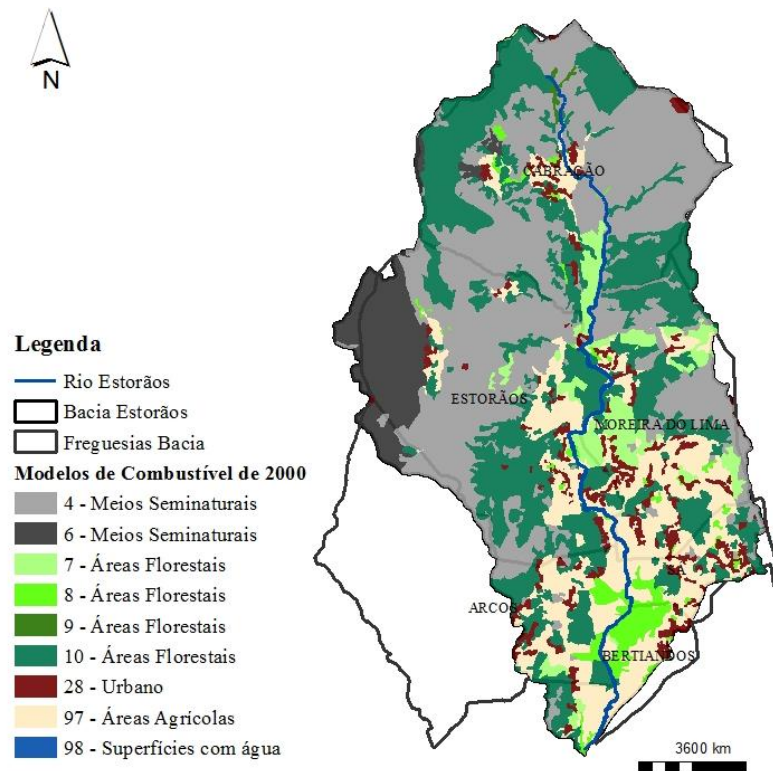 N
CABRAÇÃO
ESTORÃOS
MOREIRA DO LIMA
SÁ
ARCOS
BERTIANDOS
Legenda
Rio Estorãos
Bacia Estorãos
Freguesias Bacia
Modelos de Combustível de 2000
4 - Meios Seminaturais
6 - Meios Seminaturais
7 - Áreas Florestais
8 - Áreas Florestais
9 - Áreas Florestais
10 - Áreas Florestais
28 - Urbano
97 - Áreas Agrícolas
98 - Superfícies com água
3600 km